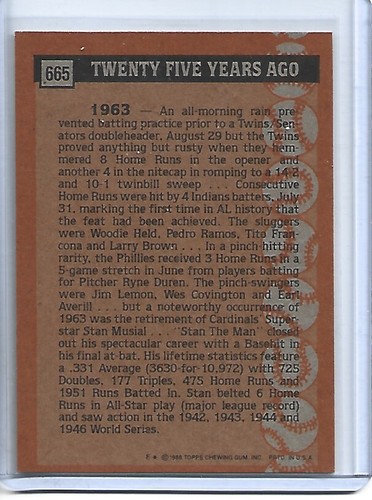 665 TWENTY FIVE YEARS AGO
1963 — An all-morning rain pre-
vented batting practice prior to a Twins/Sen-
ators doubleheader, August 29 but the Twins
proved anything but rusty when they ham-
mered 8 Home Runs in the opener and
another 4 in the nitecap in romping to a 14-2
and 10-1 twinbill sweep . . . Consecutive
Home Runs were hit by 4 Indians batters, July
31, marking the first time in AL history that
the feat had been achieved. The sluggers
were Woodie Held, Pedro Ramos, Tito Fran-
cona and Larry Brown . . . In a pinch-hitting
rarity, the Phillies received 3 Home Runs in a
5-game stretch in June from players batting
for Pitcher Ryne Duren. The pinch-swingers
were Jim Lemon, Wes Covington and Earl
Averill . . . but a noteworthy occurrence of
1963 was the retirement of Cardinals' Super-
star Stan Musial . . . "Stan The Man" closed
out his spectacular career with a Basehit in
his final at-bat. His lifetime statistics feature
a .331 Average (3630-for-10,972) with 725
Doubles, 177 Triples, 475 Home Runs and
1951 Runs Batted In. Stan belted 6 Home
Runs in All-Star play (major league record)
and saw action in the 1942, 1943, 1944 and
1946 World Series.
© 1988 TOPPS CHEWING GUM, INC. PRTD. IN U.S.A.